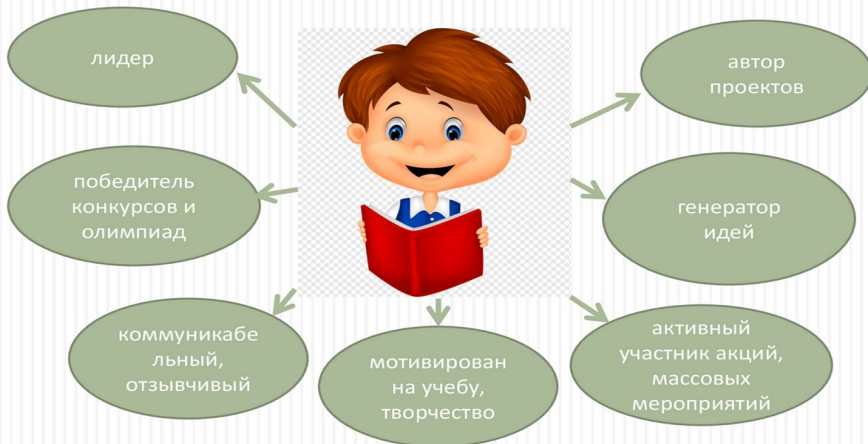 лидер
автор
проектов
победитель
конкурсов и
олимпиад
генератор
идей
коммуникабе
льный,
отзывчивый
мотивирован
на учебу,
творчество
активный
участник акций,
массовых
мероприятий